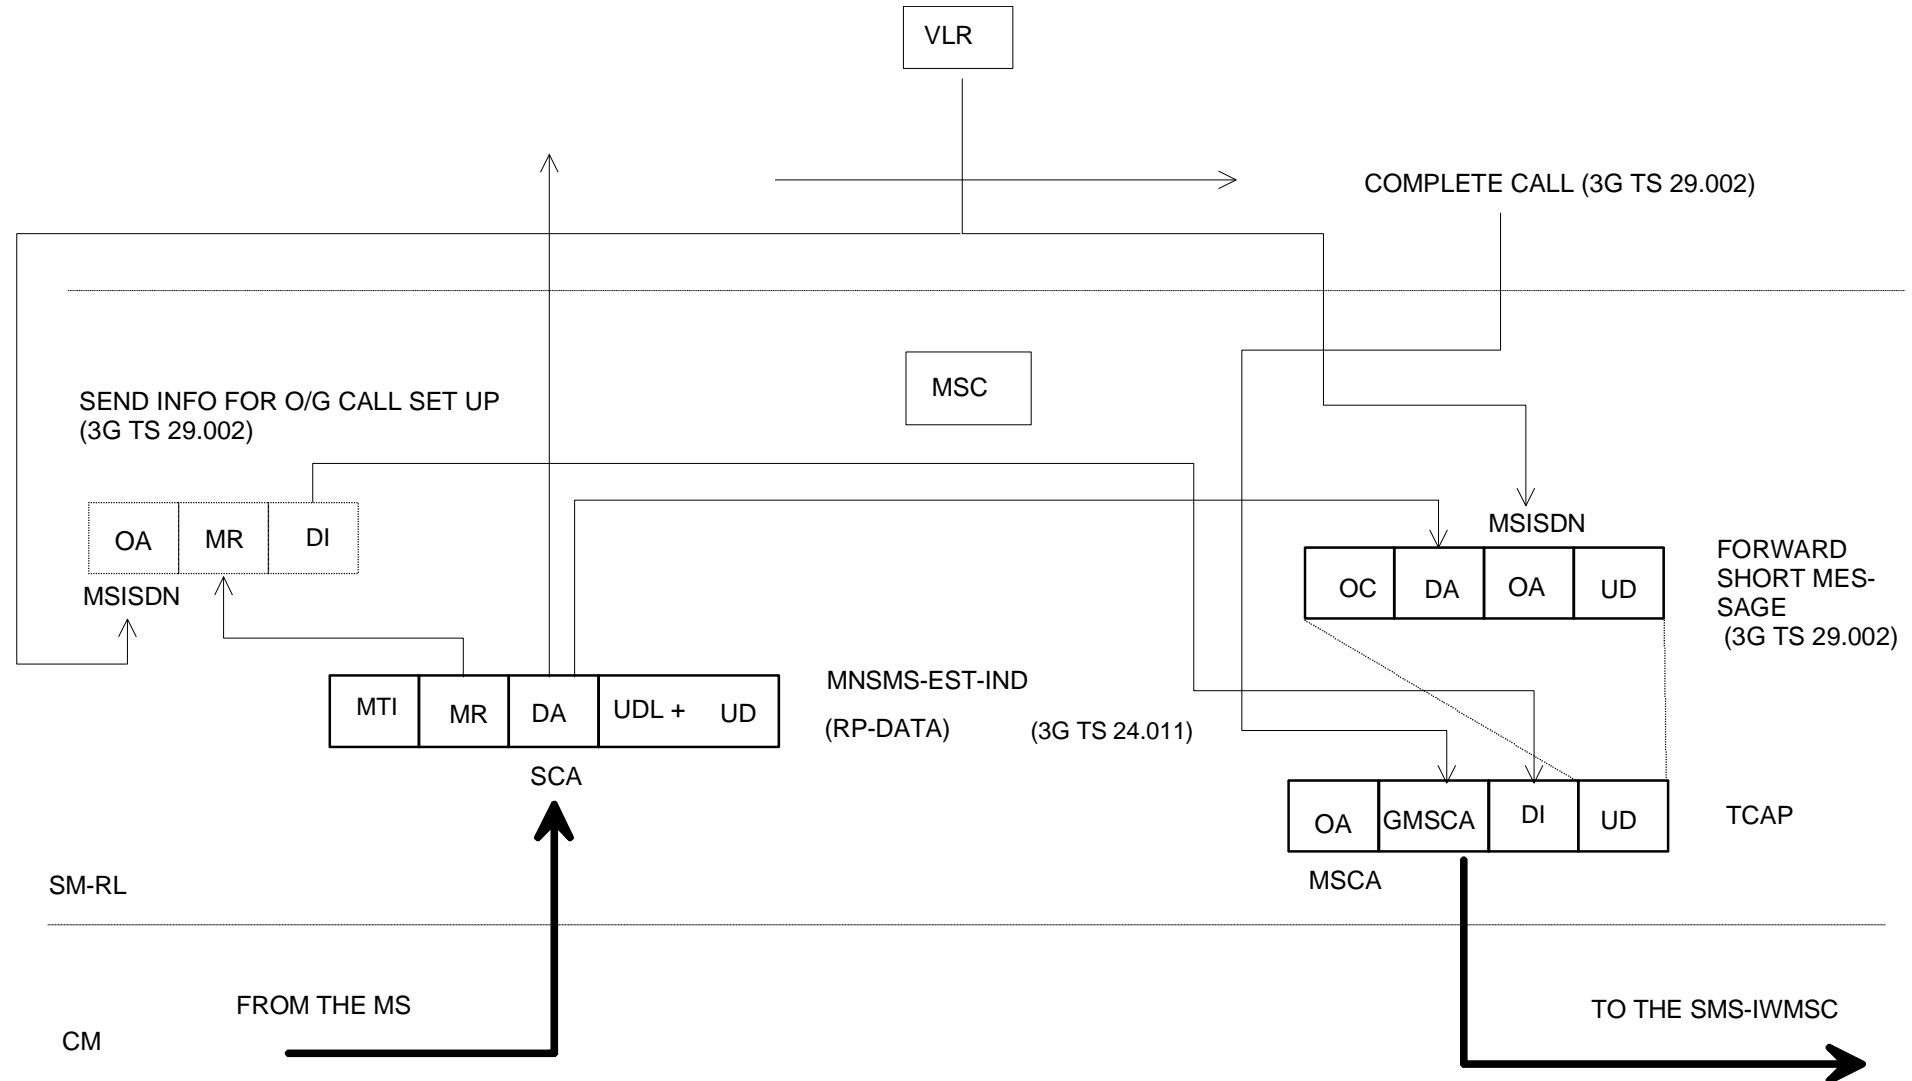 VLR
COMPLETE CALL (3G TS 29.002)
MSC
SEND INFO FOR O/G CALL SET UP
(3G TS 29.002)
OA MR DI
MSISDN
MSISDN
OC DA OA UD
FORWARD
SHORT MES-
SAGE
(3G TS 29.002)
MTI MR DA UDL + UD
MNSMS-EST-IND
(RP-DATA) (3G TS 24.011)
SCA
OA GMSCA DI UD
TCAP
MSCA
SM-RL
FROM THE MS
TO THE SMS-IWMSC
CM